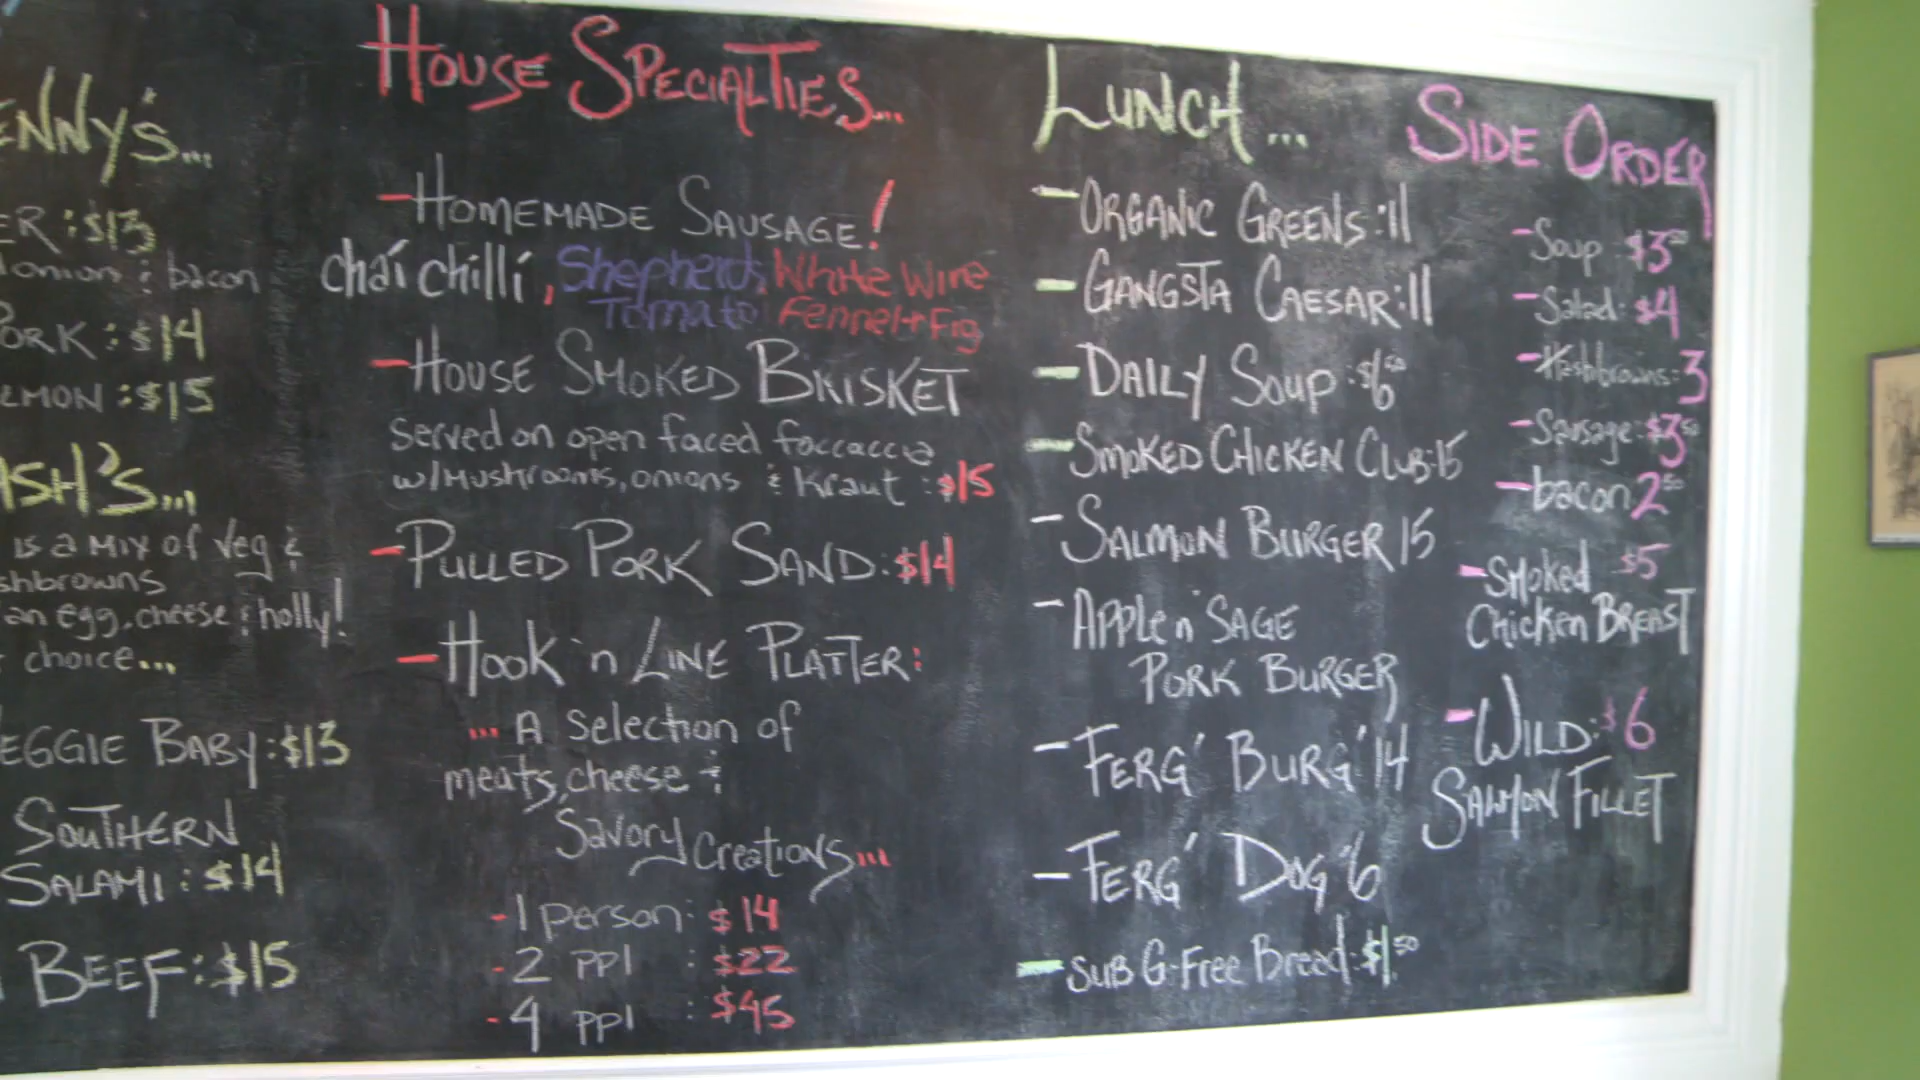 ENNY'S...
ER: $13
onion & bacon
PORK: $14
LMON: $15
ASH'S...
is a mix of veg &
shbrowns
an egg, cheese & holly!
choice...
EGGIE BABY: $13
SOUTHERN
SALAMI: $14
BEEF: $15
HOUSE SPECIALTIES...
- HOMEMADE SAUSAGE!
chai chilli, Shepherds, White Wine
Tomato Fennel + Fig
- HOUSE SMOKED BRISKET
served on open faced foccaccia
w/ Mushrooms, onions & Kraut: $15
- PULLED PORK SAND: $14
- HOOK 'n LINE PLATTER:
... A selection of
meats, cheese &
Savory Creations...
- 1 person: $14
- 2 ppl : $22
- 4 ppl : $45
LUNCH...
- ORGANIC GREENS: 11
- GANGSTA CAESAR: 11
- DAILY SOUP: $6.50
- SMOKED CHICKEN CLUB: 15
- SALMON BURGER 15
- APPLE n' SAGE
PORK BURGER
- FERG' BURG' 14
- FERG' DOG' 6
- SUB G-Free Bread: $1.50
SIDE ORDER
- Soup: $3.50
- Salad: $4
- Hashbrowns: 3
- Sausage: $3.50
- bacon 2.50
- Smoked $5
Chicken BREAST
- WILD: $6
SALMON FILLET